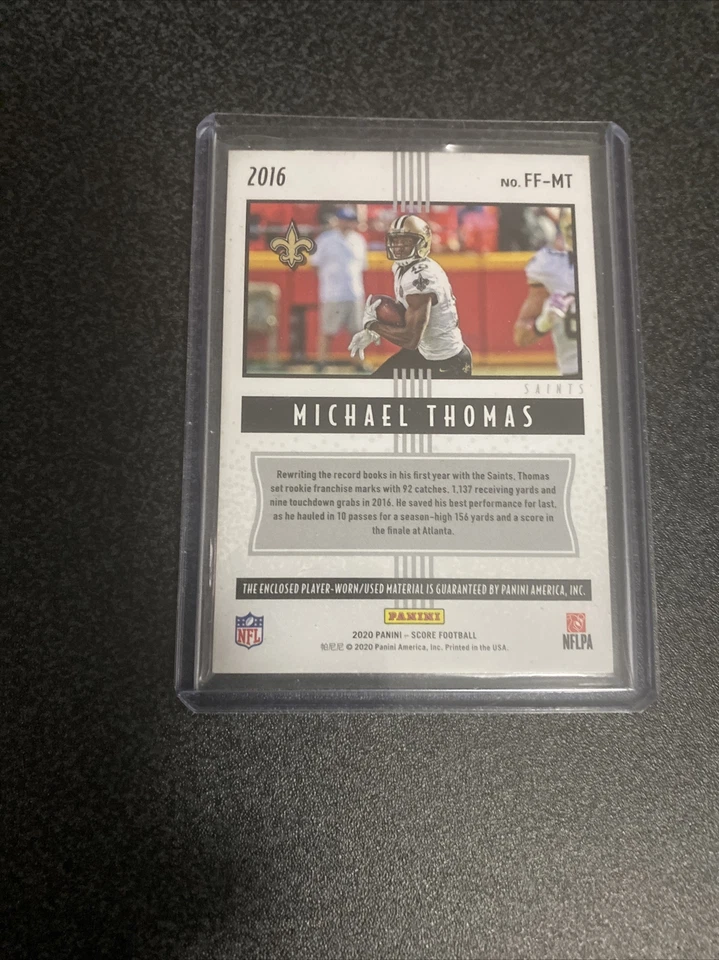 2016
NO. FF-MT
SAINTS
MICHAEL THOMAS
Rewriting the record books in his first year with the Saints, Thomas
set rookie franchise marks with 92 catches, 1,137 receiving yards and
nine touchdown grabs in 2016. He saved his best performance for last,
as he hauled in 10 passes for a season-high 156 yards and a score in
the finale at Atlanta.
THE ENCLOSED PLAYER-WORN/USED MATERIAL IS GUARANTEED BY PANINI AMERICA, INC.
NFL
PANINI
NFLPA
2020 PANINI – SCORE FOOTBALL
帕尼尼 © 2020 Panini America, Inc. Printed in the USA.